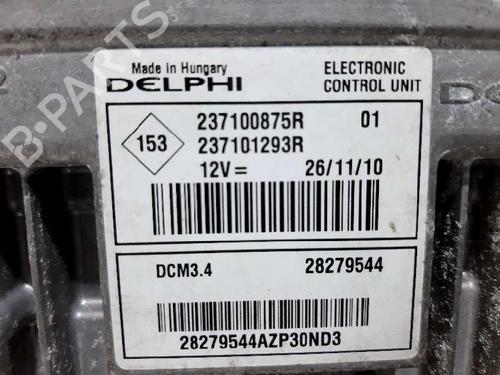 Made in Hungary
DELPHI
ELECTRONIC
CONTROL UNIT
153
237100875R 01
237101293R
12V= 26/11/10
DCM3.4 28279544
28279544AZP30ND3
B-PARTS